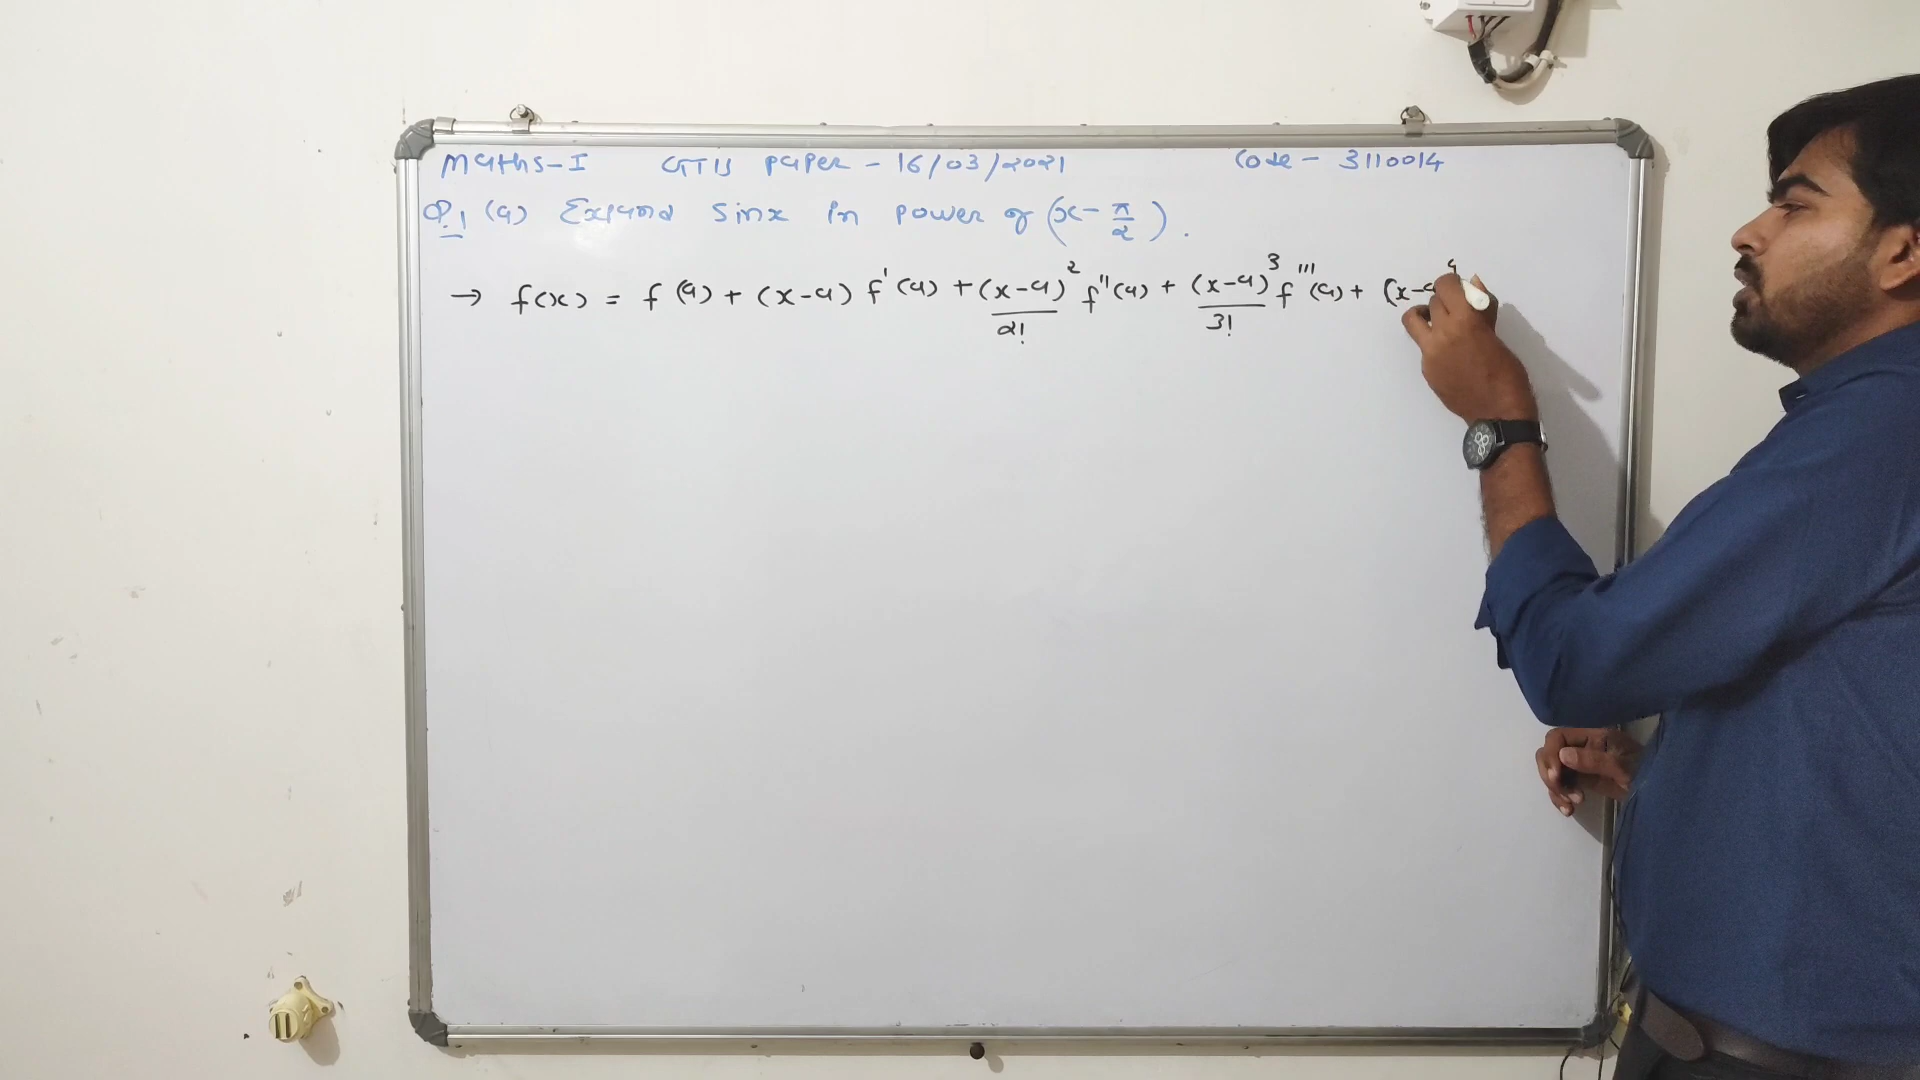 Maths-I GTU paper - 16/03/2021 Code - 3110014
Q.1 (a) Expand sinx in power of (x - π/2).
→ f(x) = f(a) + (x-a) f'(a) + (x-a)²/2! f''(a) + (x-a)³/3! f'''(a) + (x-a)⁴